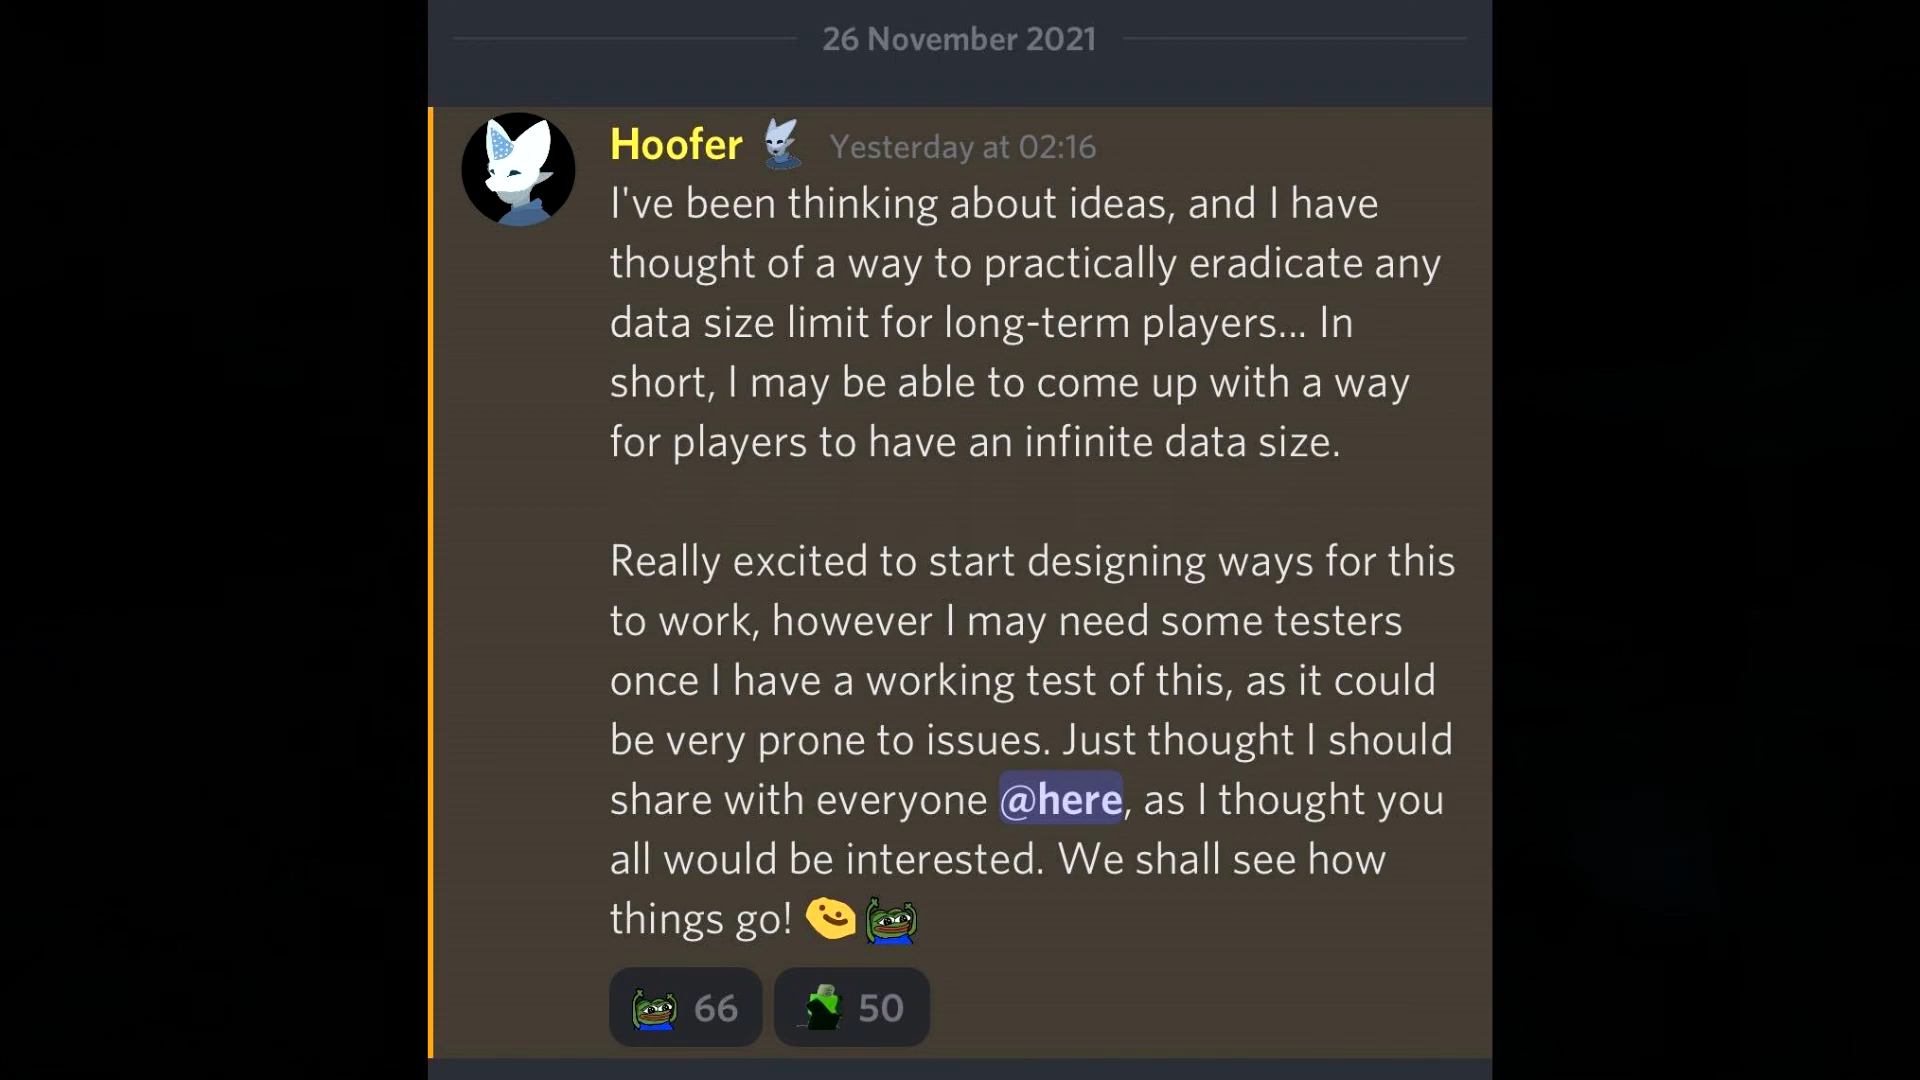 26 November 2021
Hoofer Yesterday at 02:16
I've been thinking about ideas, and I have
thought of a way to practically eradicate any
data size limit for long-term players... In
short, I may be able to come up with a way
for players to have an infinite data size.
Really excited to start designing ways for this
to work, however I may need some testers
once I have a working test of this, as it could
be very prone to issues. Just thought I should
share with everyone @here, as I thought you
all would be interested. We shall see how
things go!
66 50